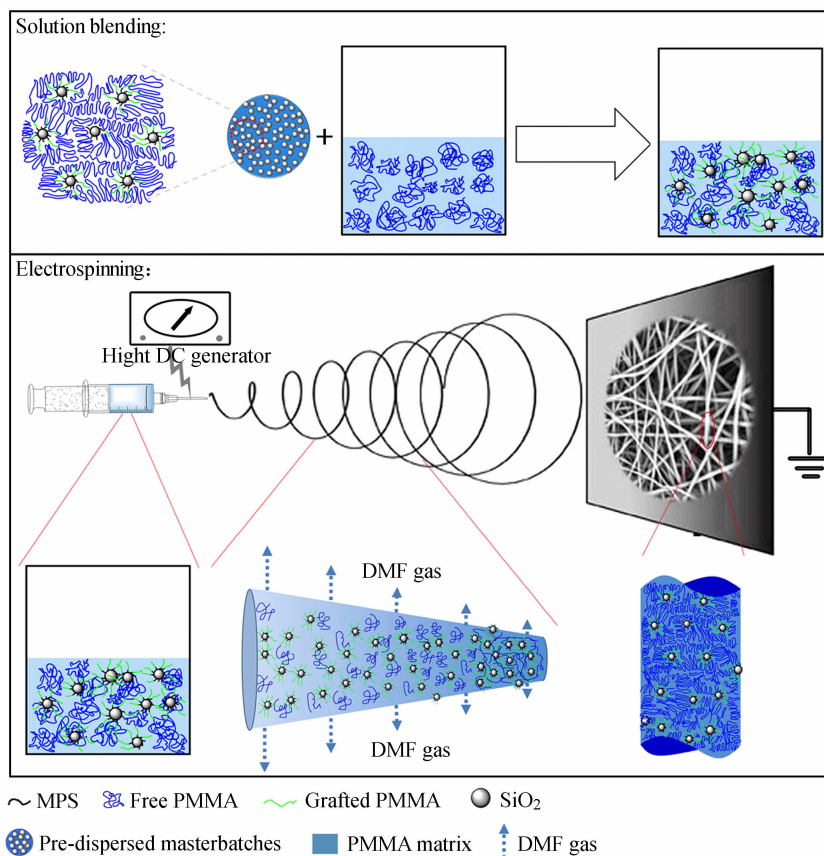 Solution blending:
+
Electrospinning:
Hight DC generator
DMF gas
DMF gas
MPS Free PMMA Grafted PMMA SiO₂
Pre-dispersed masterbatches PMMA matrix DMF gas